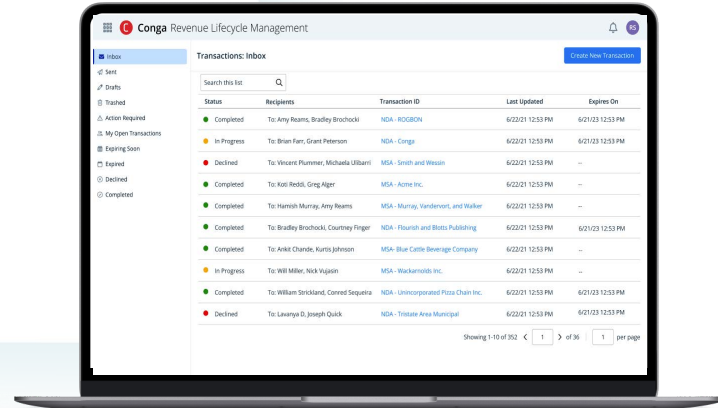 Conga Revenue Lifecycle Management
RS
Inbox
Sent
Drafts
Trashed
Action Required
My Open Transactions
Expiring Soon
Expired
Declined
Completed
Transactions: Inbox
Create New Transaction
Search this list
Status Recipients Transaction ID Last Updated Expires On
Completed To: Amy Reams, Bradley Brochocki NDA - ROGBON 6/22/21 12:53 PM 6/21/23 12:53 PM
In Progress To: Brian Farr, Grant Peterson NDA - Conga 6/22/21 12:53 PM 6/21/23 12:53 PM
Declined To: Vincent Plummer, Michaela Ulibarri MSA - Smith and Wessin 6/22/21 12:53 PM --
Completed To: Koti Reddi, Greg Alger MSA - Acme Inc. 6/22/21 12:53 PM --
Completed To: Hamish Murray, Amy Reams MSA - Murray, Vandervort, and Walker 6/22/21 12:53 PM --
Completed To: Bradley Brochocki, Courtney Finger NDA - Flourish and Blotts Publishing 6/22/21 12:53 PM 6/21/23 12:53 PM
Completed To: Ankit Chande, Kurtis Johnson MSA- Blue Cattle Beverage Company 6/22/21 12:53 PM --
In Progress To: Will Miller, Nick Vujasin MSA - Wackarnolds Inc. 6/22/21 12:53 PM --
Completed To: William Strickland, Conred Sequeira NDA - Unincorporated Pizza Chain Inc. 6/22/21 12:53 PM 6/21/23 12:53 PM
Declined To: Lavanya D, Joseph Quick NDA - Tristate Area Municipal 6/22/21 12:53 PM 6/21/23 12:53 PM
Showing 1-10 of 352 1 of 36 1 per page